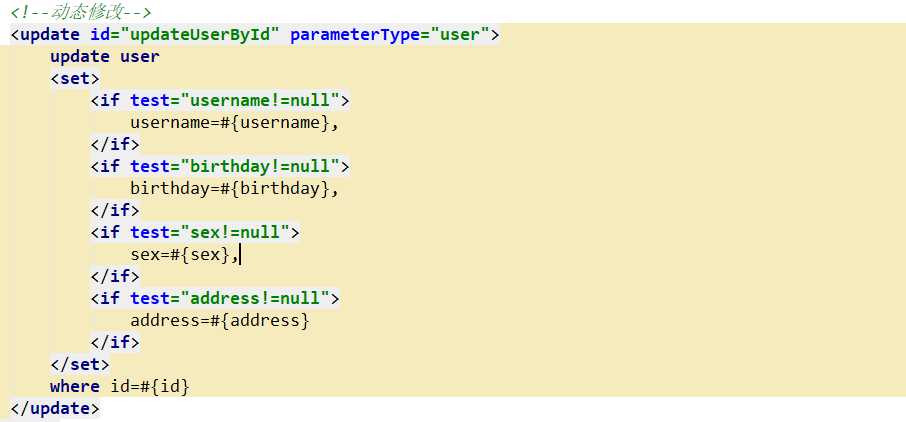 <!--动态修改-->
<update id="updateUserById" parameterType="user">
    update user
    <set>
        <if test="username!=null">
            username=#{username},
        </if>
        <if test="birthday!=null">
            birthday=#{birthday},
        </if>
        <if test="sex!=null">
            sex=#{sex},
        </if>
        <if test="address!=null">
            address=#{address}
        </if>
    </set>
    where id=#{id}
</update>